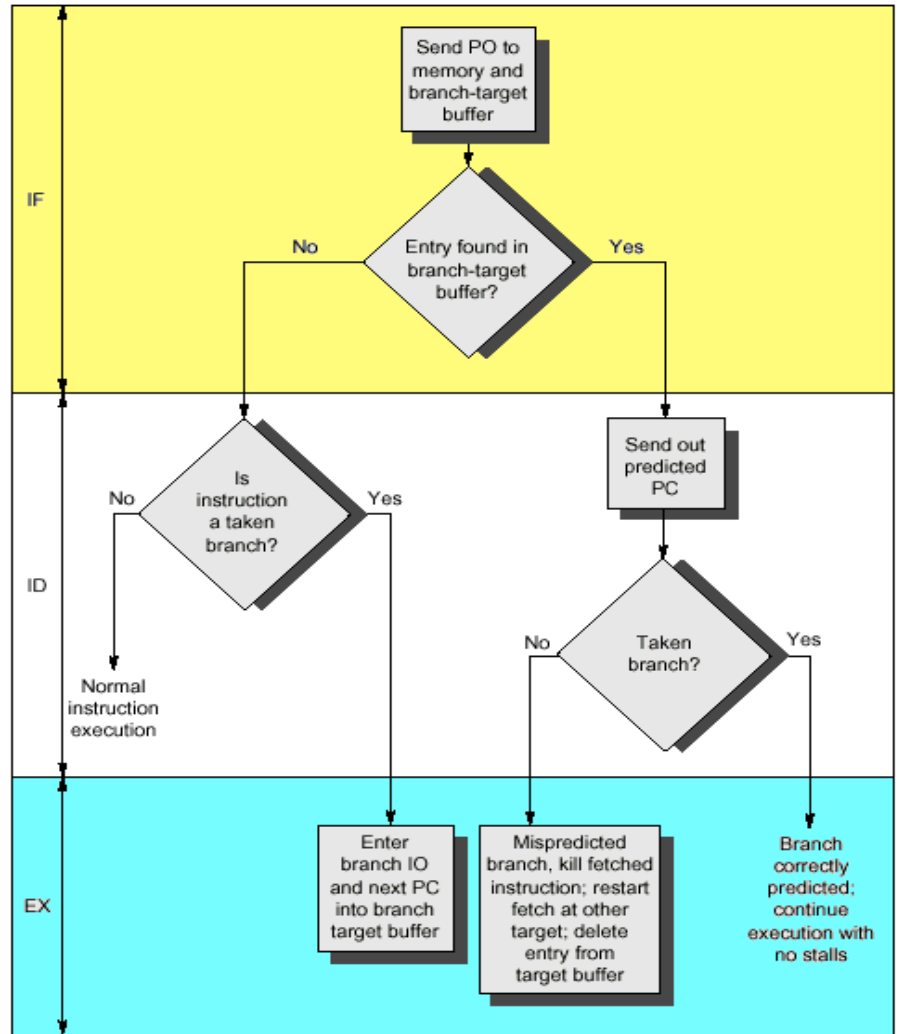 Send PO to
memory and
branch-target
buffer
IF
No
Entry found in
branch-target
buffer?
Yes
Is
instruction
a taken
branch?
No
Yes
Send out
predicted
PC
ID
No
Taken
branch?
Yes
Normal
instruction
execution
EX
Enter
branch IO
and next PC
into branch
target buffer
Mispredicted
branch, kill fetched
instruction; restart
fetch at other
target; delete
entry from
target buffer
Branch
correctly
predicted;
continue
execution with
no stalls